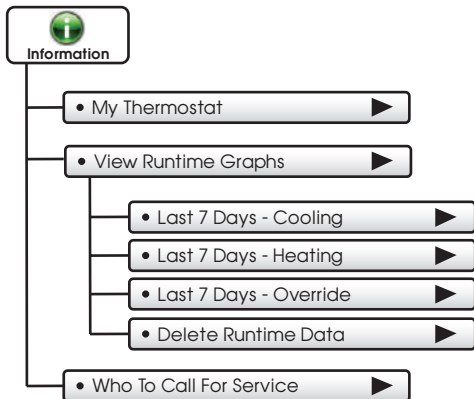 Information
• My Thermostat
• View Runtime Graphs
• Last 7 Days - Cooling
• Last 7 Days - Heating
• Last 7 Days - Override
• Delete Runtime Data
• Who To Call For Service